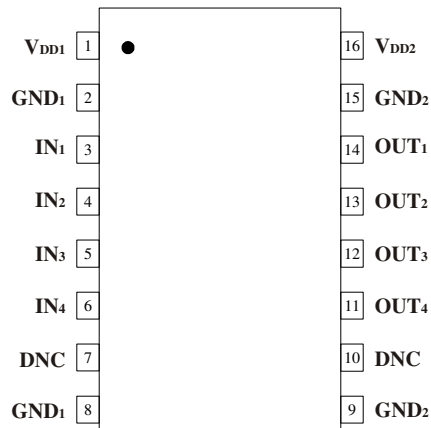 VDD1 1 16 VDD2
GND1 2 15 GND2
IN1 3 14 OUT1
IN2 4 13 OUT2
IN3 5 12 OUT3
IN4 6 11 OUT4
DNC 7 10 DNC
GND1 8 9 GND2